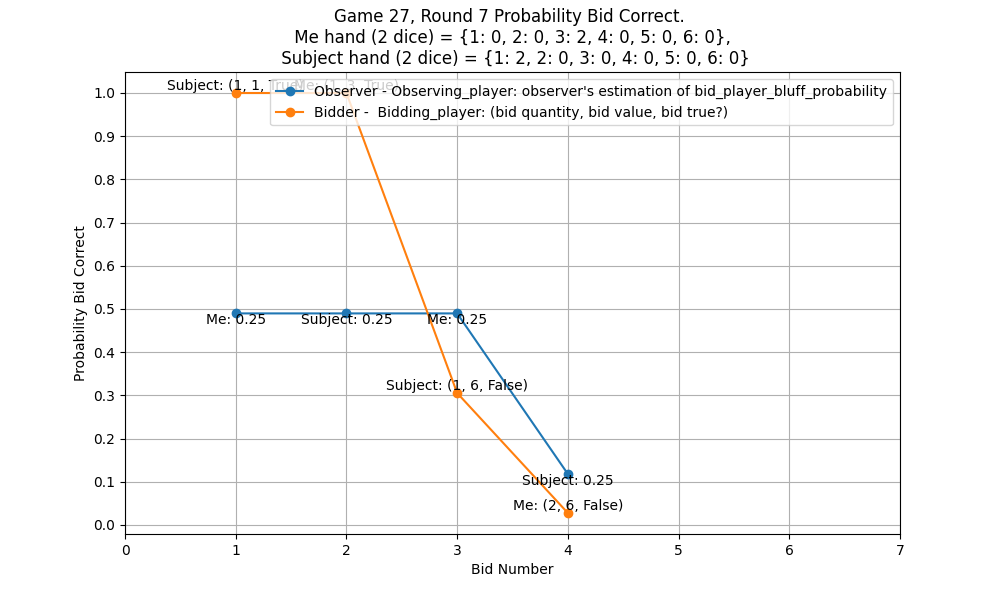 Game 27, Round 7 Probability Bid Correct.
Me hand (2 dice) = {1: 0, 2: 0, 3: 2, 4: 0, 5: 0, 6: 0},
Subject hand (2 dice) = {1: 2, 2: 0, 3: 0, 4: 0, 5: 0, 6: 0}
Subject: (1, 1, True)
Me: (1, 3, True)
Observer - Observing_player: observer's estimation of bid_player_bluff_probability
Bidder -  Bidding_player: (bid quantity, bid value, bid true?)
1.0
0.9
0.8
0.7
0.6
0.5
0.4
0.3
0.2
0.1
0.0
Probability Bid Correct
Me: 0.25
Subject: 0.25
Me: 0.25
Subject: (1, 6, False)
Subject: 0.25
Me: (2, 6, False)
0
1
2
3
4
5
6
7
Bid Number